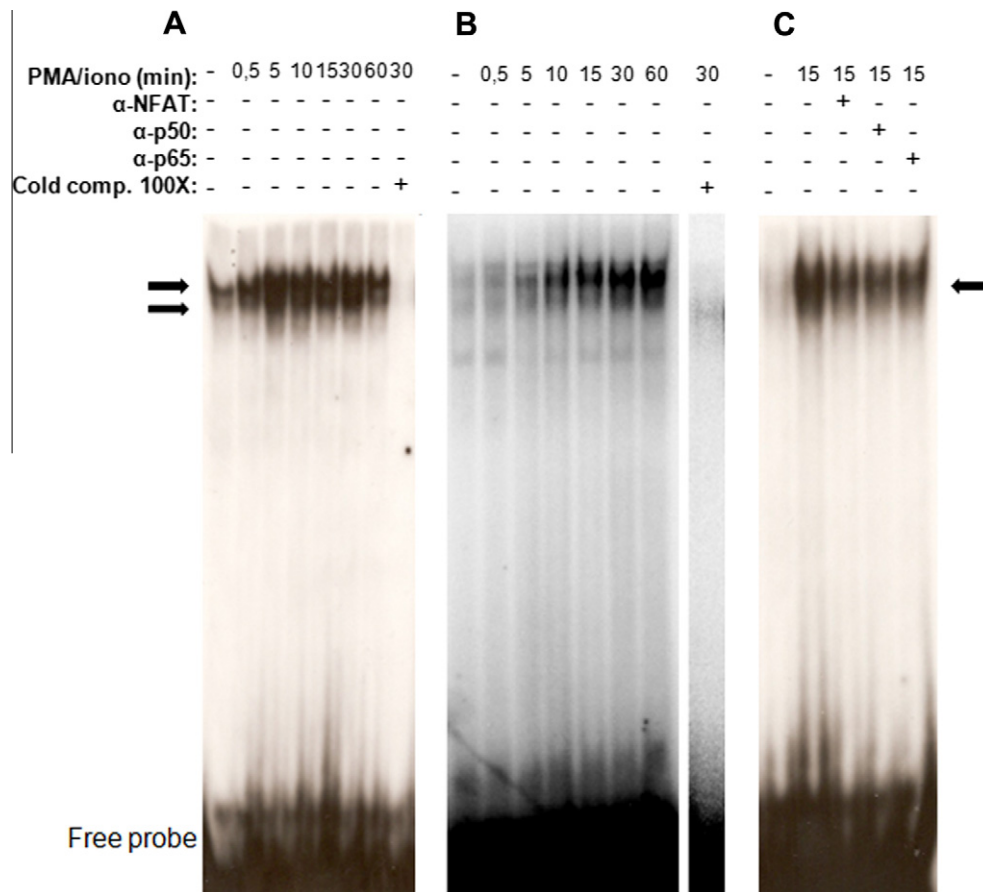 A B C
PMA/iono (min): - 0,5 5 10 15 30 60 30 - 0,5 5 10 15 30 60 30 - 15 15 15 15
α-NFAT: - - - - - - - - - - - - - - - - - - + - -
α-p50: - - - - - - - - - - - - - - - - - - - + -
α-p65: - - - - - - - - - - - - - - - - - - - - +
Cold comp. 100X: - - - - - - - + - - - - - - - + - - - - -
Free probe